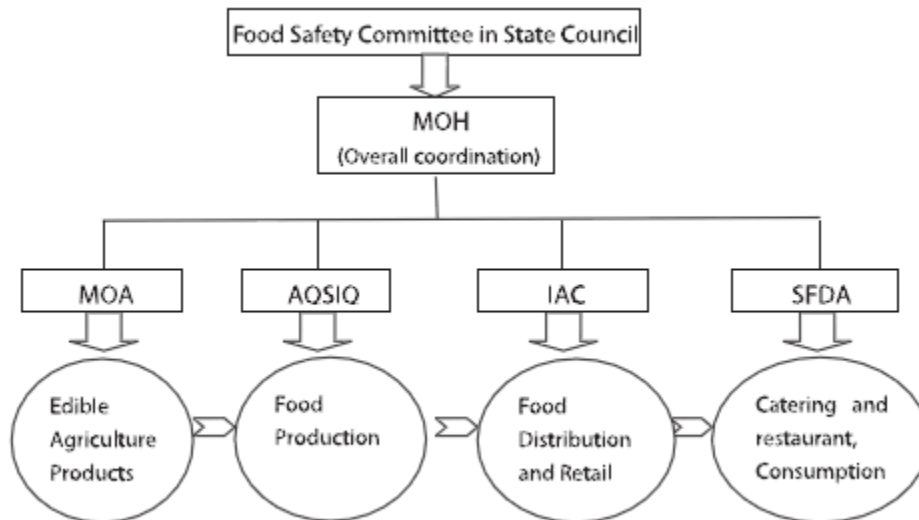 Food Safety Committee in State Council
MOH
(Overall coordination)
MOA
AQSIQ
IAC
SFDA
Edible
Agriculture
Products
Food
Production
Food
Distribution
and Retail
Catering and
restaurant,
Consumption